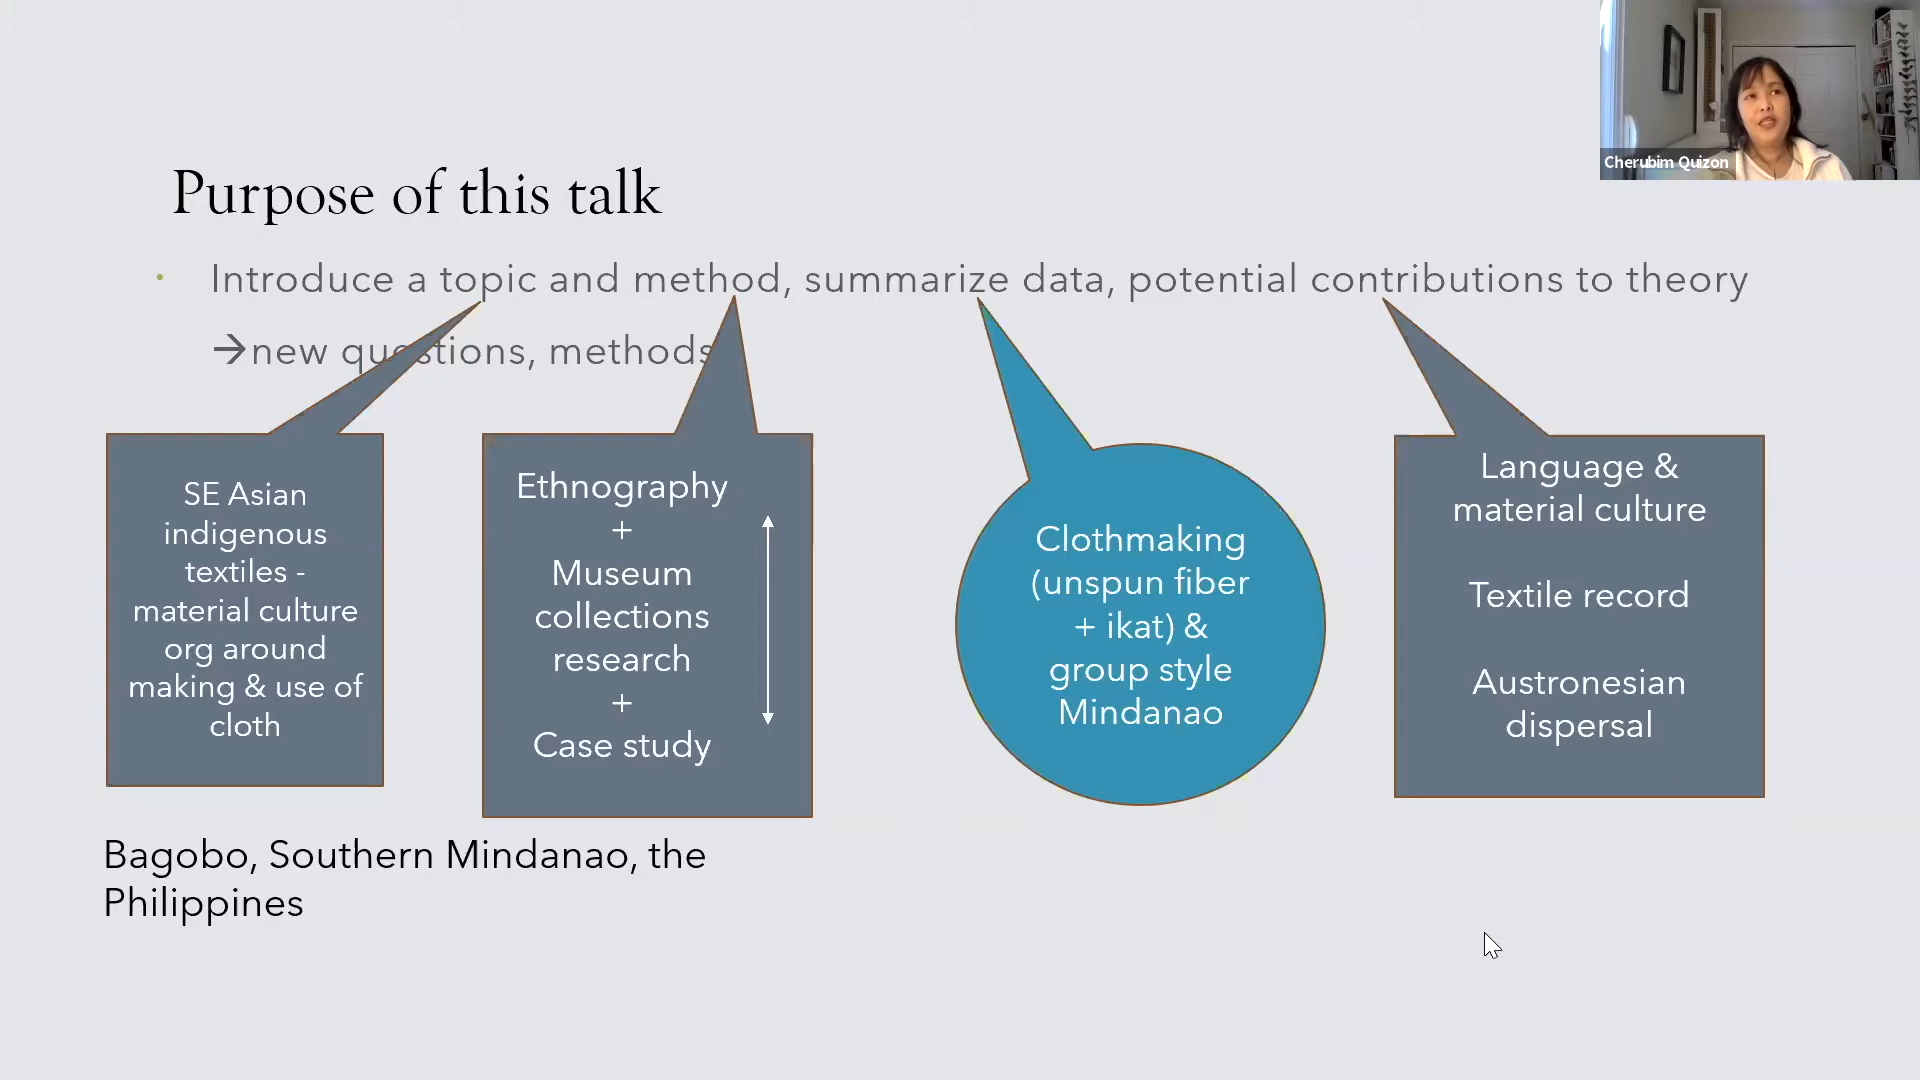 Cherubim Quizon
Purpose of this talk
• Introduce a topic and method, summarize data, potential contributions to theory
→new questions, methods
SE Asian
indigenous
textiles -
material culture
org around
making & use of
cloth
Ethnography
+
Museum
collections
research
+
Case study
Clothmaking
(unspun fiber
+ ikat) &
group style
Mindanao
Language &
material culture
Textile record
Austronesian
dispersal
Bagobo, Southern Mindanao, the
Philippines